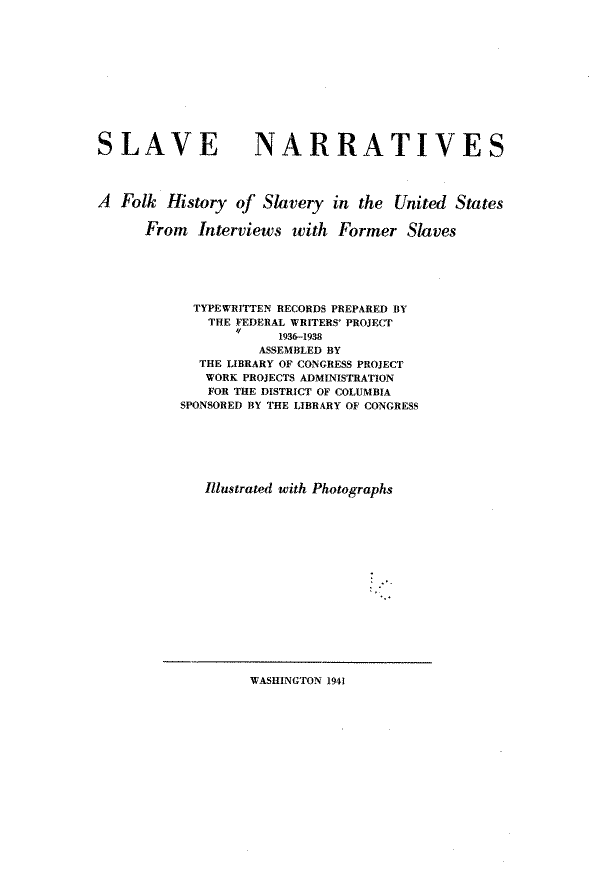 SLAVE NARRATIVES
A Folk History of Slavery in the United States
From Interviews with Former Slaves
TYPEWRITTEN RECORDS PREPARED BY
THE FEDERAL WRITERS' PROJECT
1936–1938
ASSEMBLED BY
THE LIBRARY OF CONGRESS PROJECT
WORK PROJECTS ADMINISTRATION
FOR THE DISTRICT OF COLUMBIA
SPONSORED BY THE LIBRARY OF CONGRESS
Illustrated with Photographs
WASHINGTON 1941